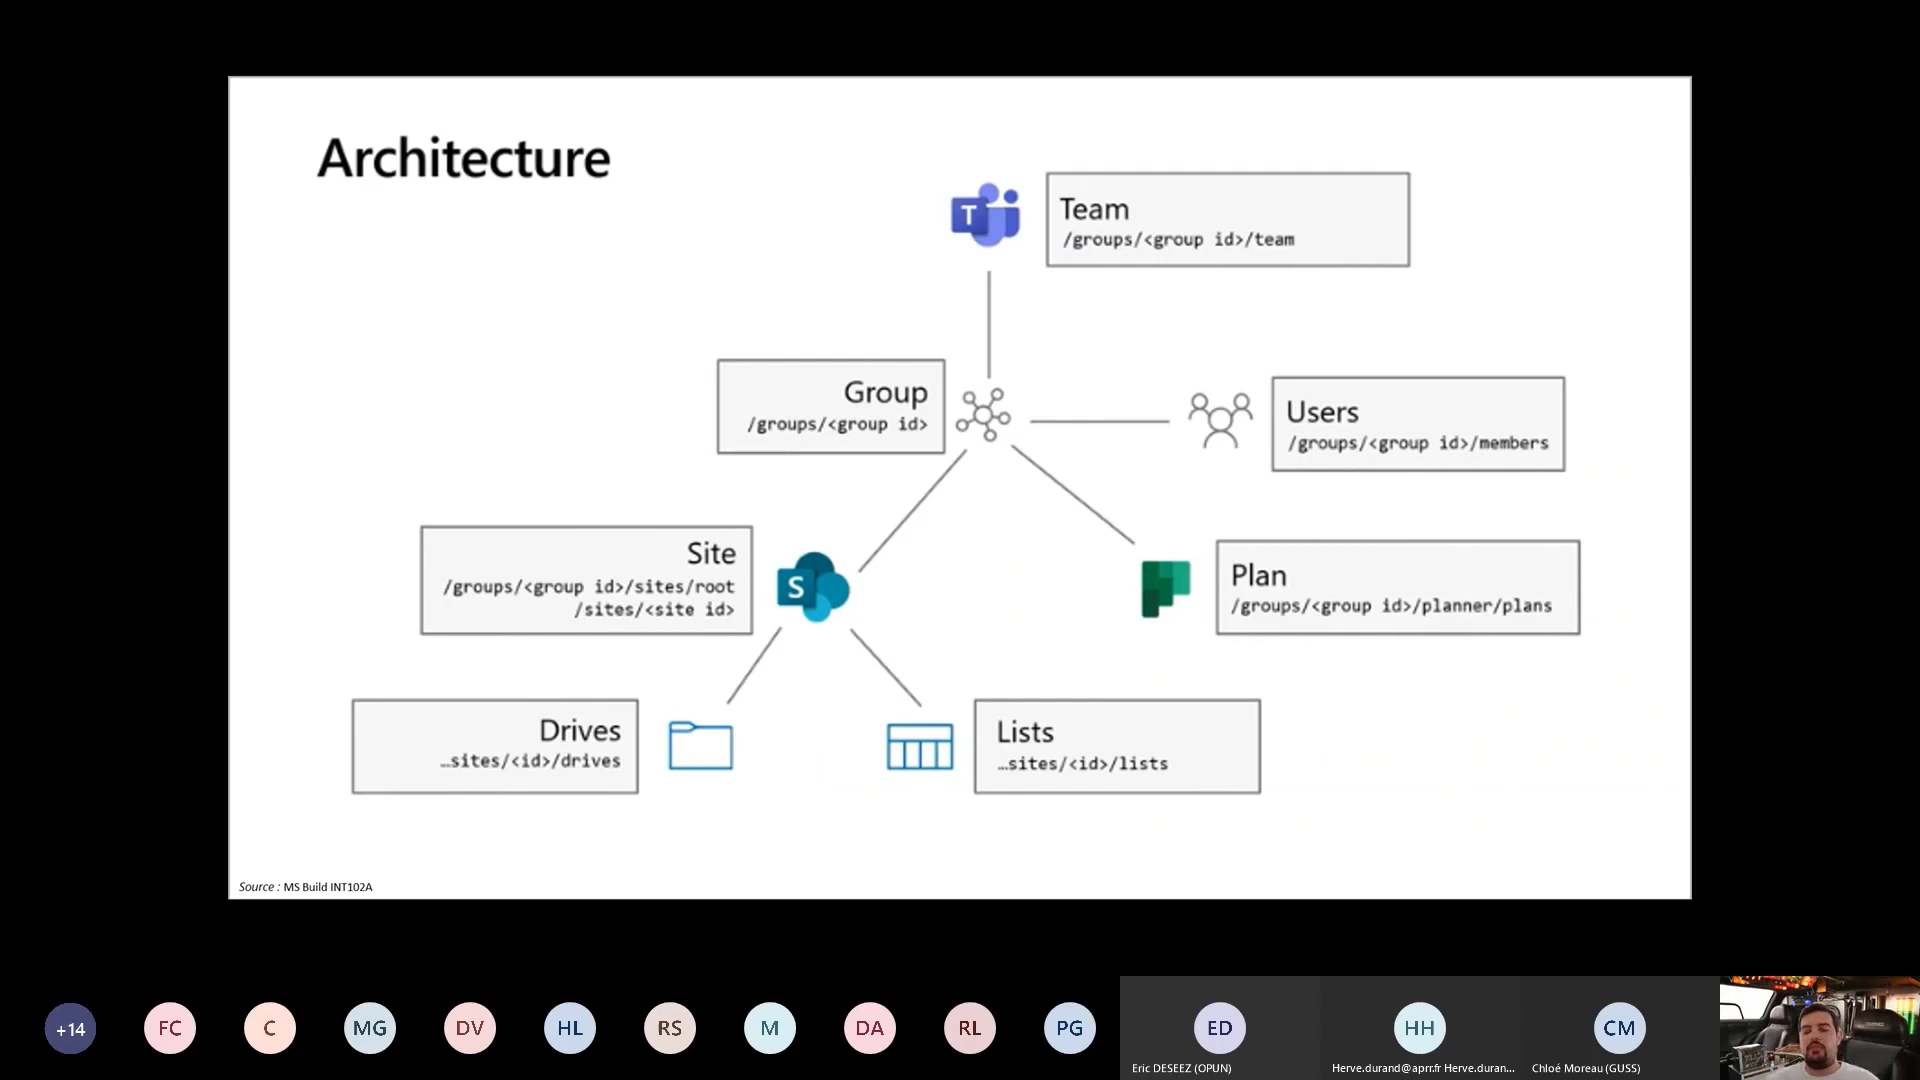 Architecture
T
Team
/groups/<group id>/team
Group
/groups/<group id>
Users
/groups/<group id>/members
Site
/groups/<group id>/sites/root
/sites/<site id>
S
Plan
/groups/<group id>/planner/plans
Drives
…sites/<id>/drives
Lists
…sites/<id>/lists
Source : MS Build INT102A
+14
FC
C
MG
DV
HL
RS
M
DA
RL
PG
ED
HH
CM
Eric DESEEZ (OPUN)
Herve.durand@aprr.fr Herve.duran...
Chloé Moreau (GUSS)